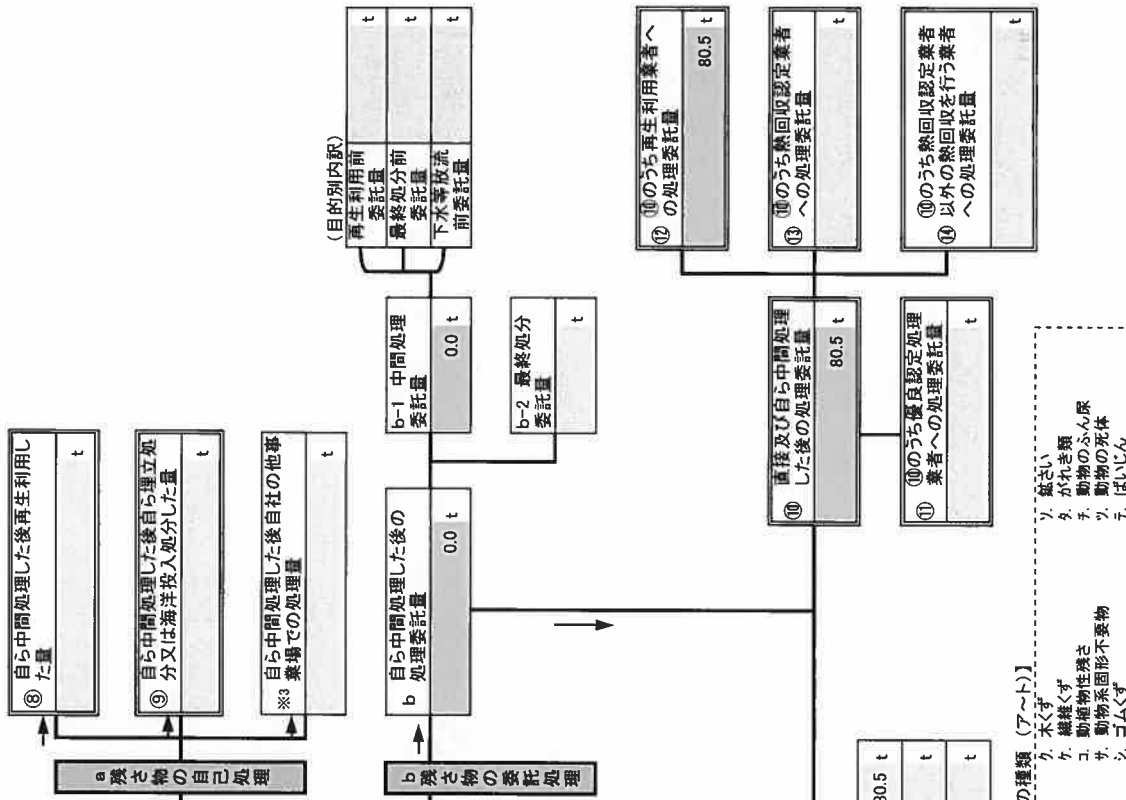 a 残さ物の自己処理
⑧ 自ら中間処理した後再生利用し
た量
t
⑨ 自ら中間処理した後自ら埋立処
分又は海洋投入処分した量
t
※3 自ら中間処理した後自社の他事
業場での処理量
t
b 残さ物の委託処理
b 自ら中間処理した後の
処理委託量
0.0 t
b-1 中間処理
委託量
0.0 t
b-2 最終処分
委託量
t
(目的別内訳)
再生利用前
委託量 t
最終処分前
委託量 t
下水等放流
前委託量 t
⑩ 直接及び自ら中間処理
した後の処理委託量
80.5 t
⑪ ⑩のうち優良認定処理
業者への処理委託量
t
⑫ ⑩のうち再生利用業者へ
の処理委託量
80.5 t
⑬ ⑩のうち熱回収認定業者
への処理委託量
t
⑭ ⑩のうち熱回収認定業者
以外の熱回収を行う業者
への処理委託量
t
80.5 t
t
t
の種類(ア~ト)】
ク. 木くず
ケ. 繊維くず
コ. 動植物性残さ
サ. 動物系固形不要物
シ. ゴムくず
ソ. 鉱さい
タ. がれき類
チ. 動物のふん尿
ツ. 動物の死体
テ. ばいじん